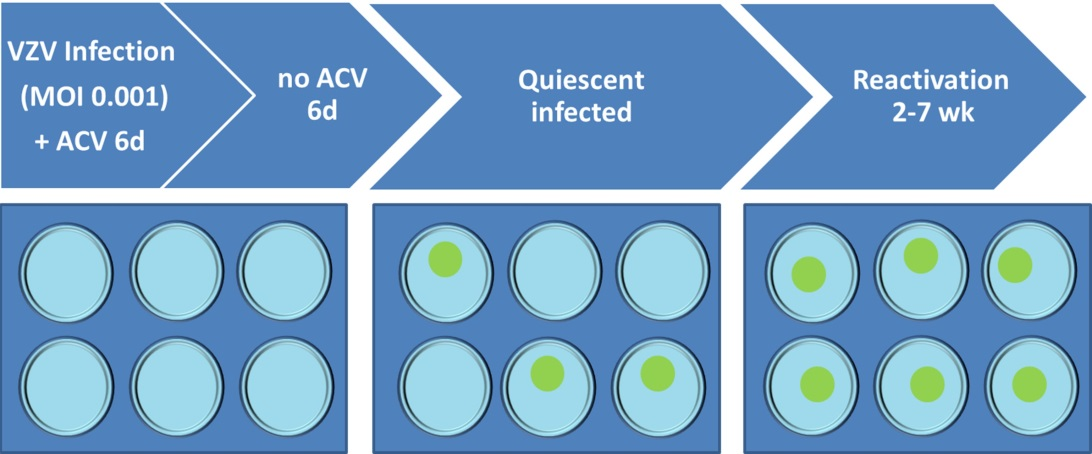 VZV Infection
(MOI 0.001)
+ ACV 6d
no ACV
6d
Quiescent
infected
Reactivation
2-7 wk